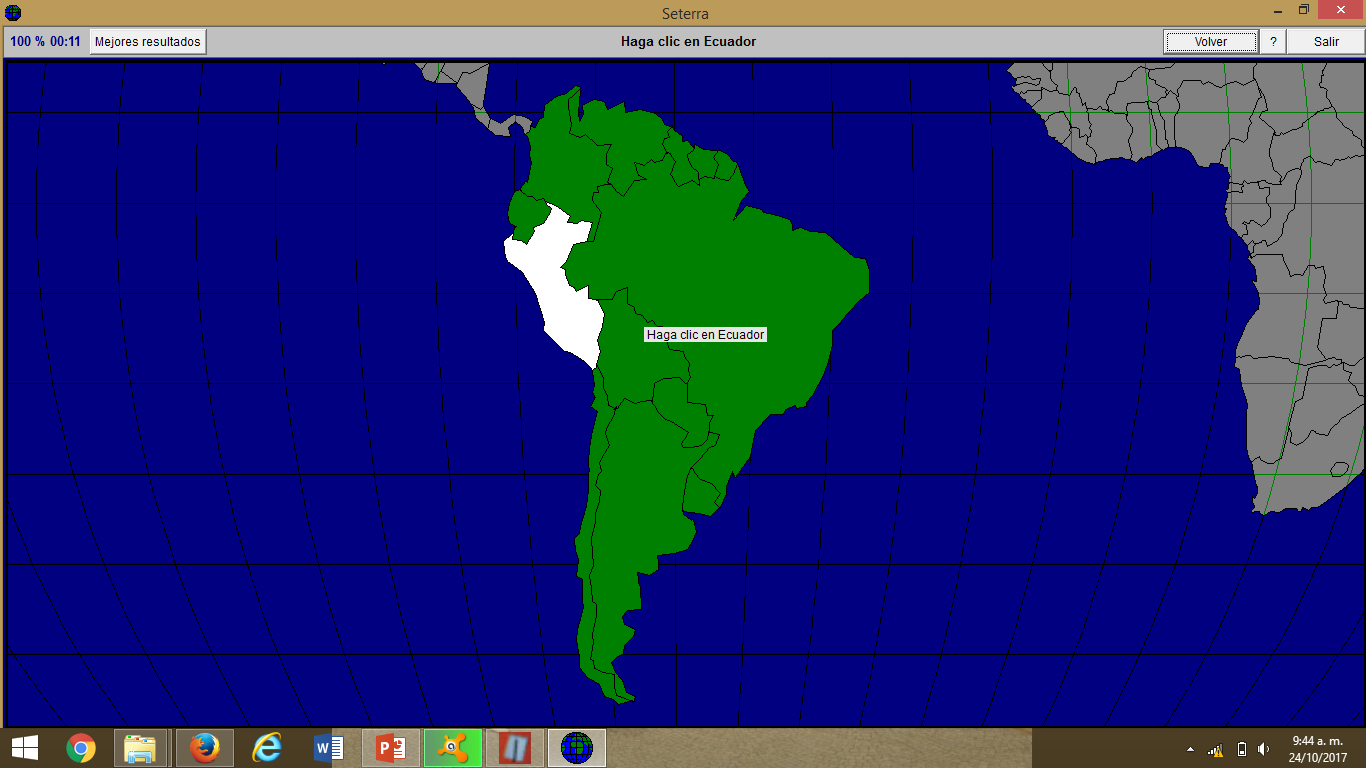 Seterra
100 % 00:11 Mejores resultados Haga clic en Ecuador Volver ? Salir
Haga clic en Ecuador
9:44 a. m.
24/10/2017